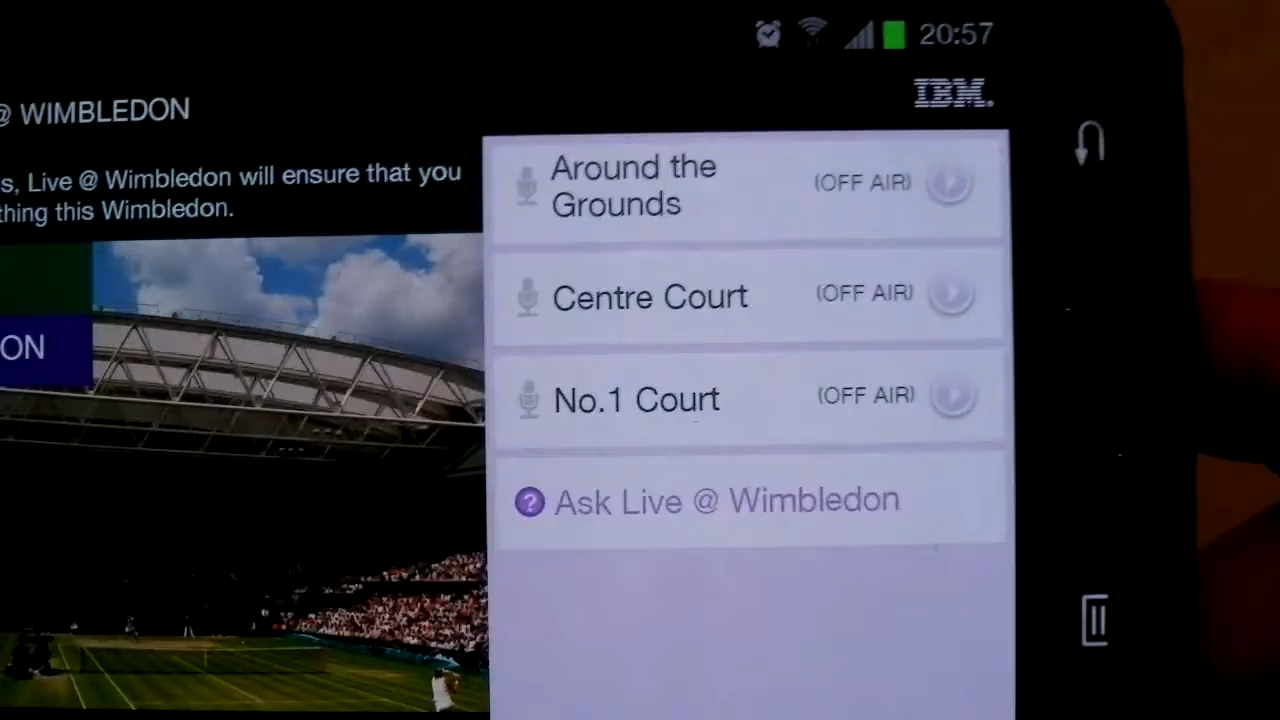 20:57
IBM.
@ WIMBLEDON
s, Live @ Wimbledon will ensure that you
thing this Wimbledon.
ON
Around the
Grounds
(OFF AIR)
Centre Court
(OFF AIR)
No.1 Court
(OFF AIR)
? Ask Live @ Wimbledon